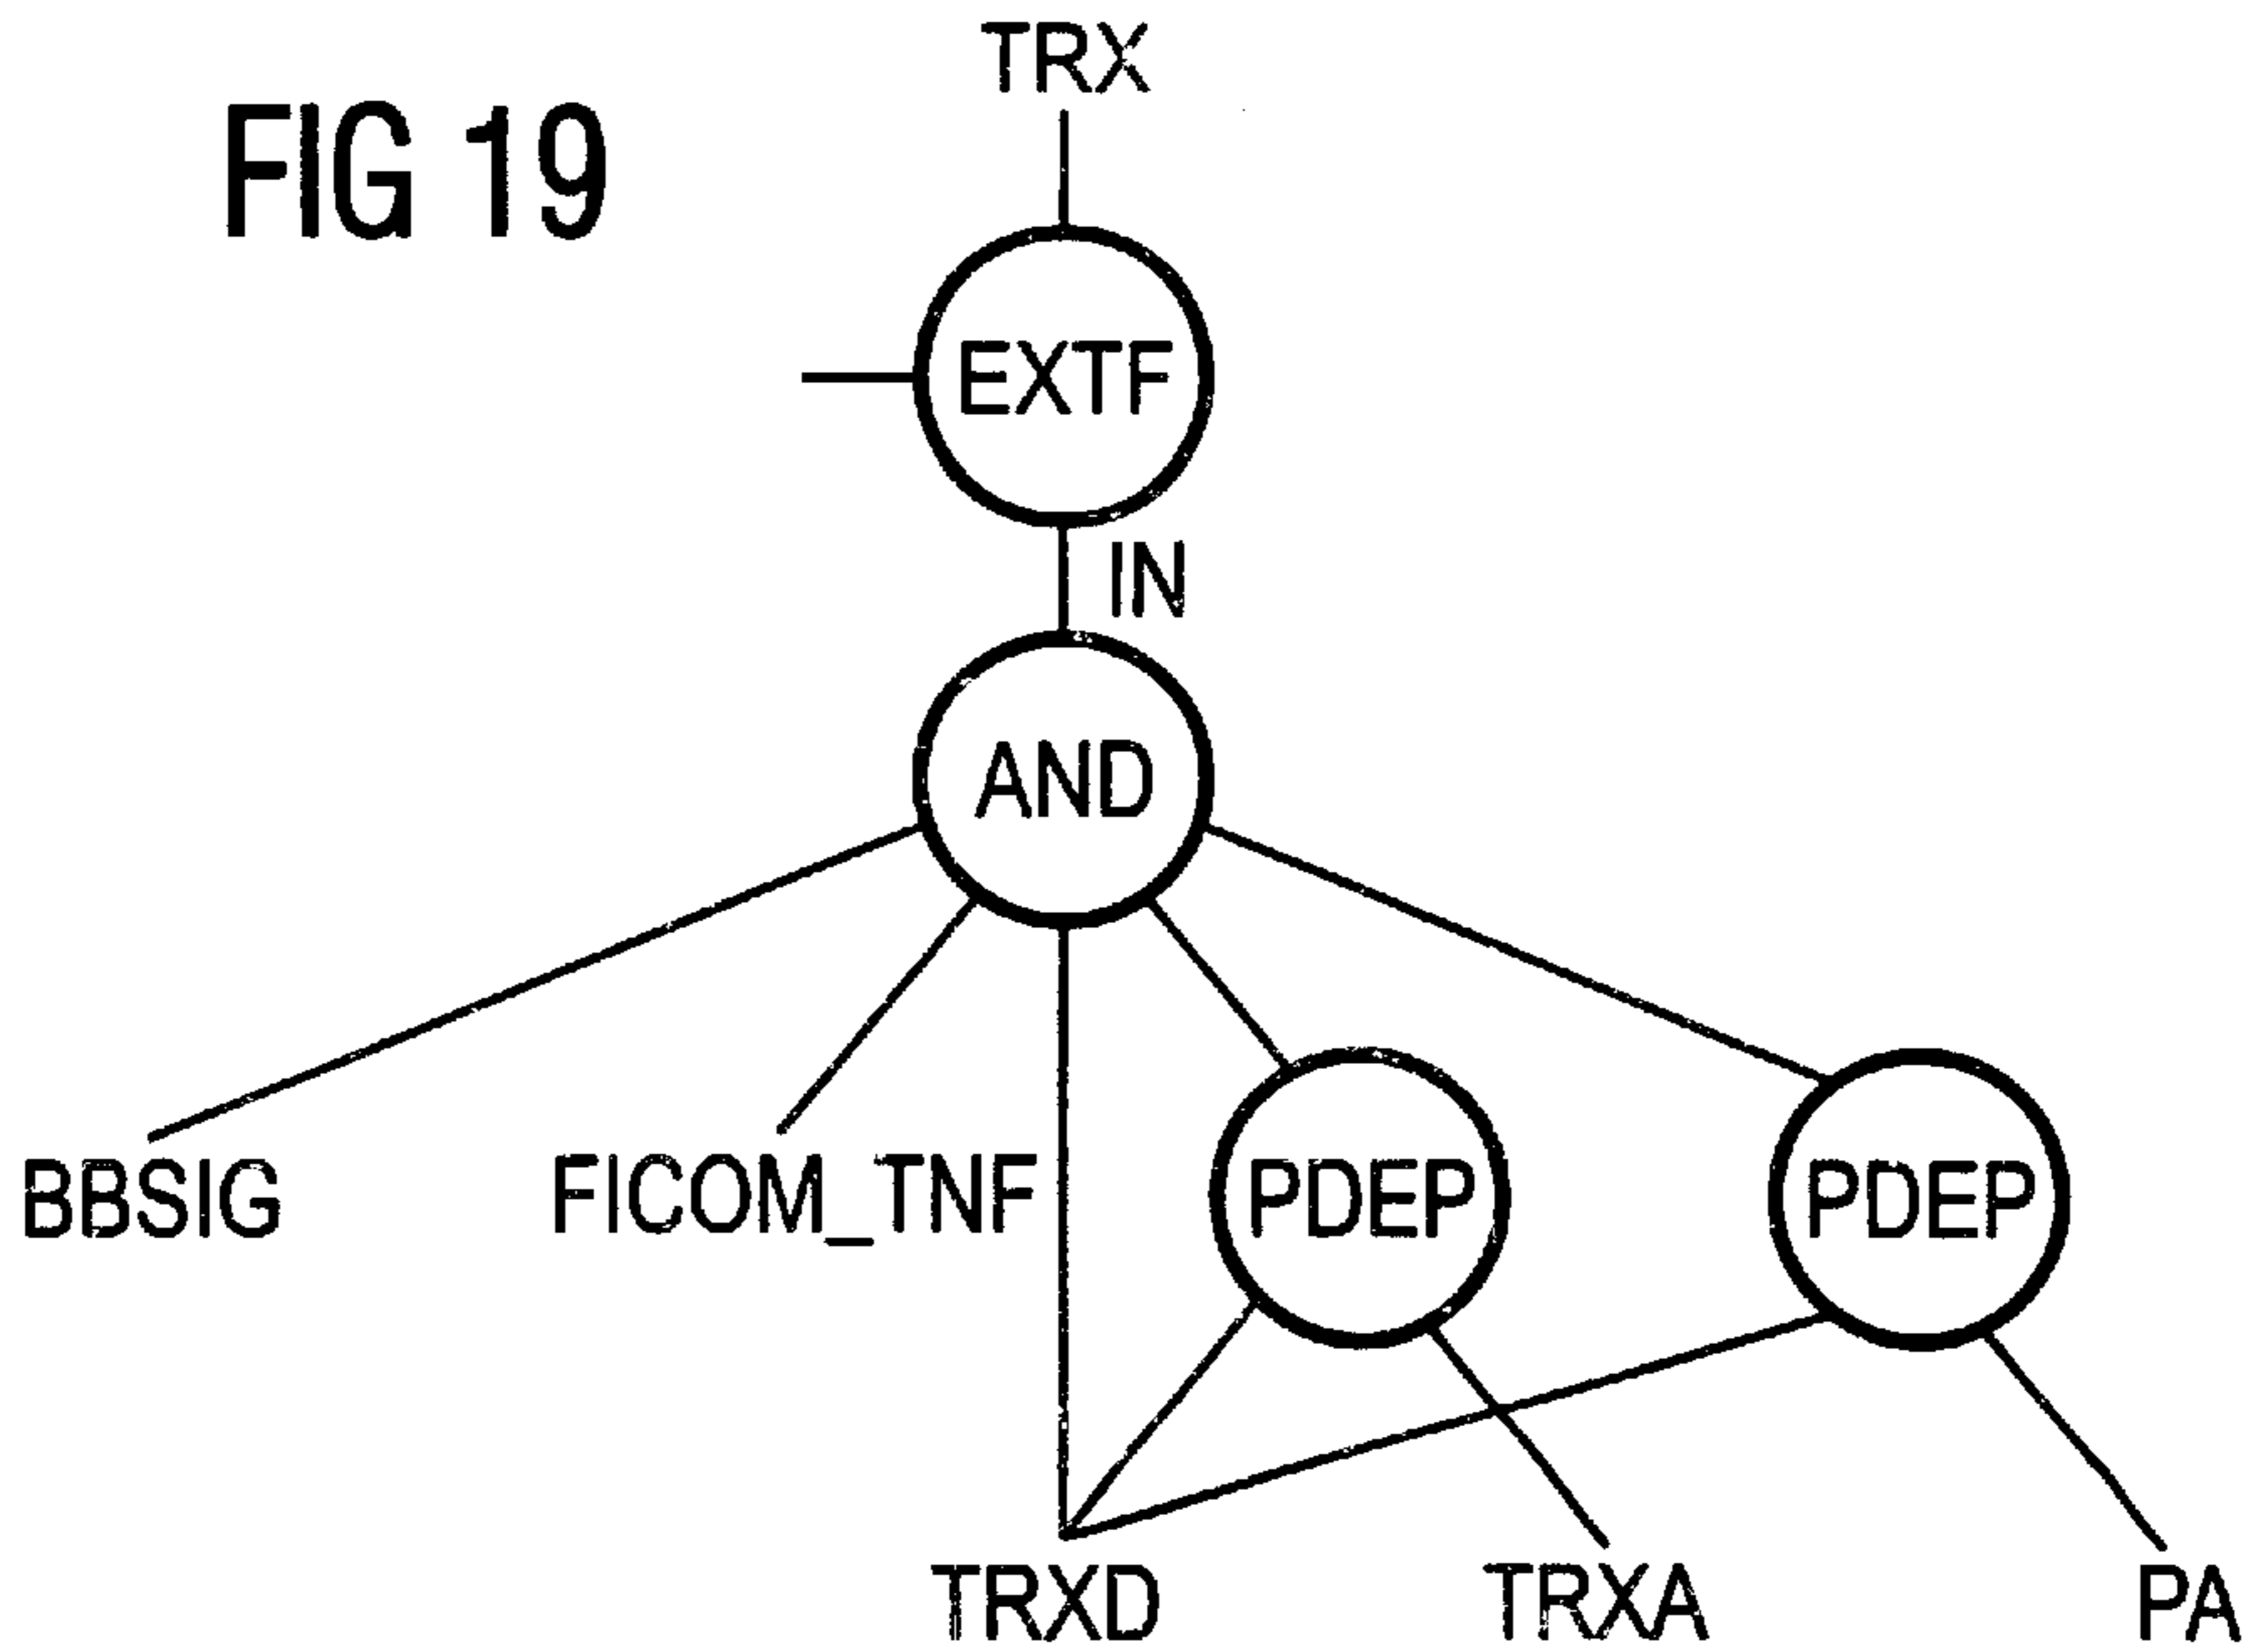 TRX
FIG 19
EXTF
IN
AND
BBSIG
FICOM_TNF
PDEP
PDEP
TRXD
TRXA
PA